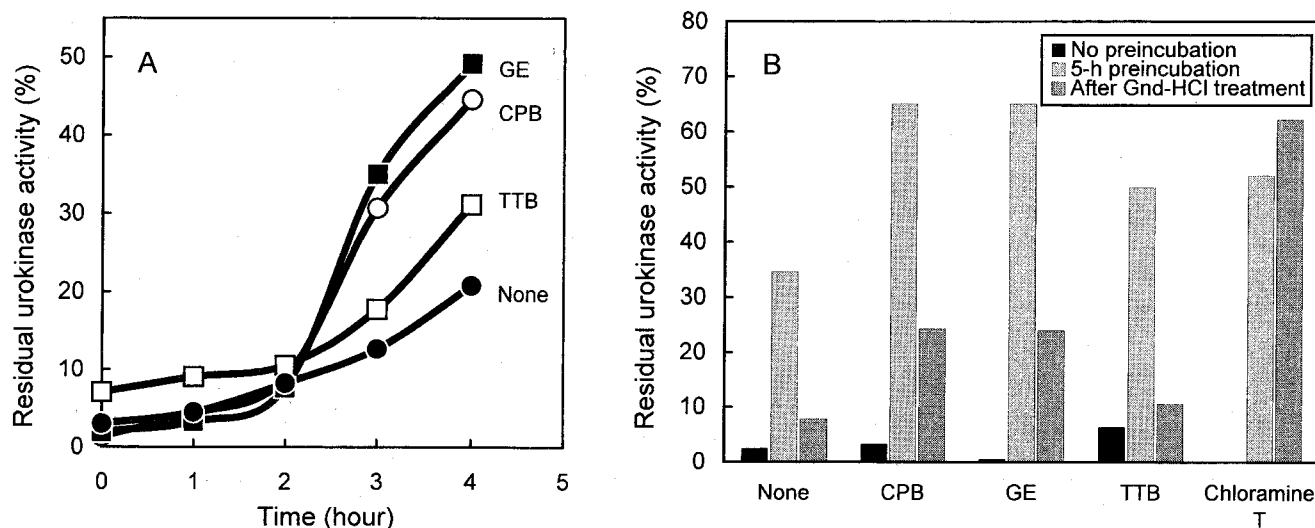 A
Residual urokinase activity (%)
50
40
30
20
10
0
0 1 2 3 4 5
Time (hour)
GE
CPB
TTB
None
B
Residual urokinase activity (%)
80
70
60
50
40
30
20
10
0
No preincubation
5-h preincubation
After Gnd-HCl treatment
None CPB GE TTB Chloramine
T